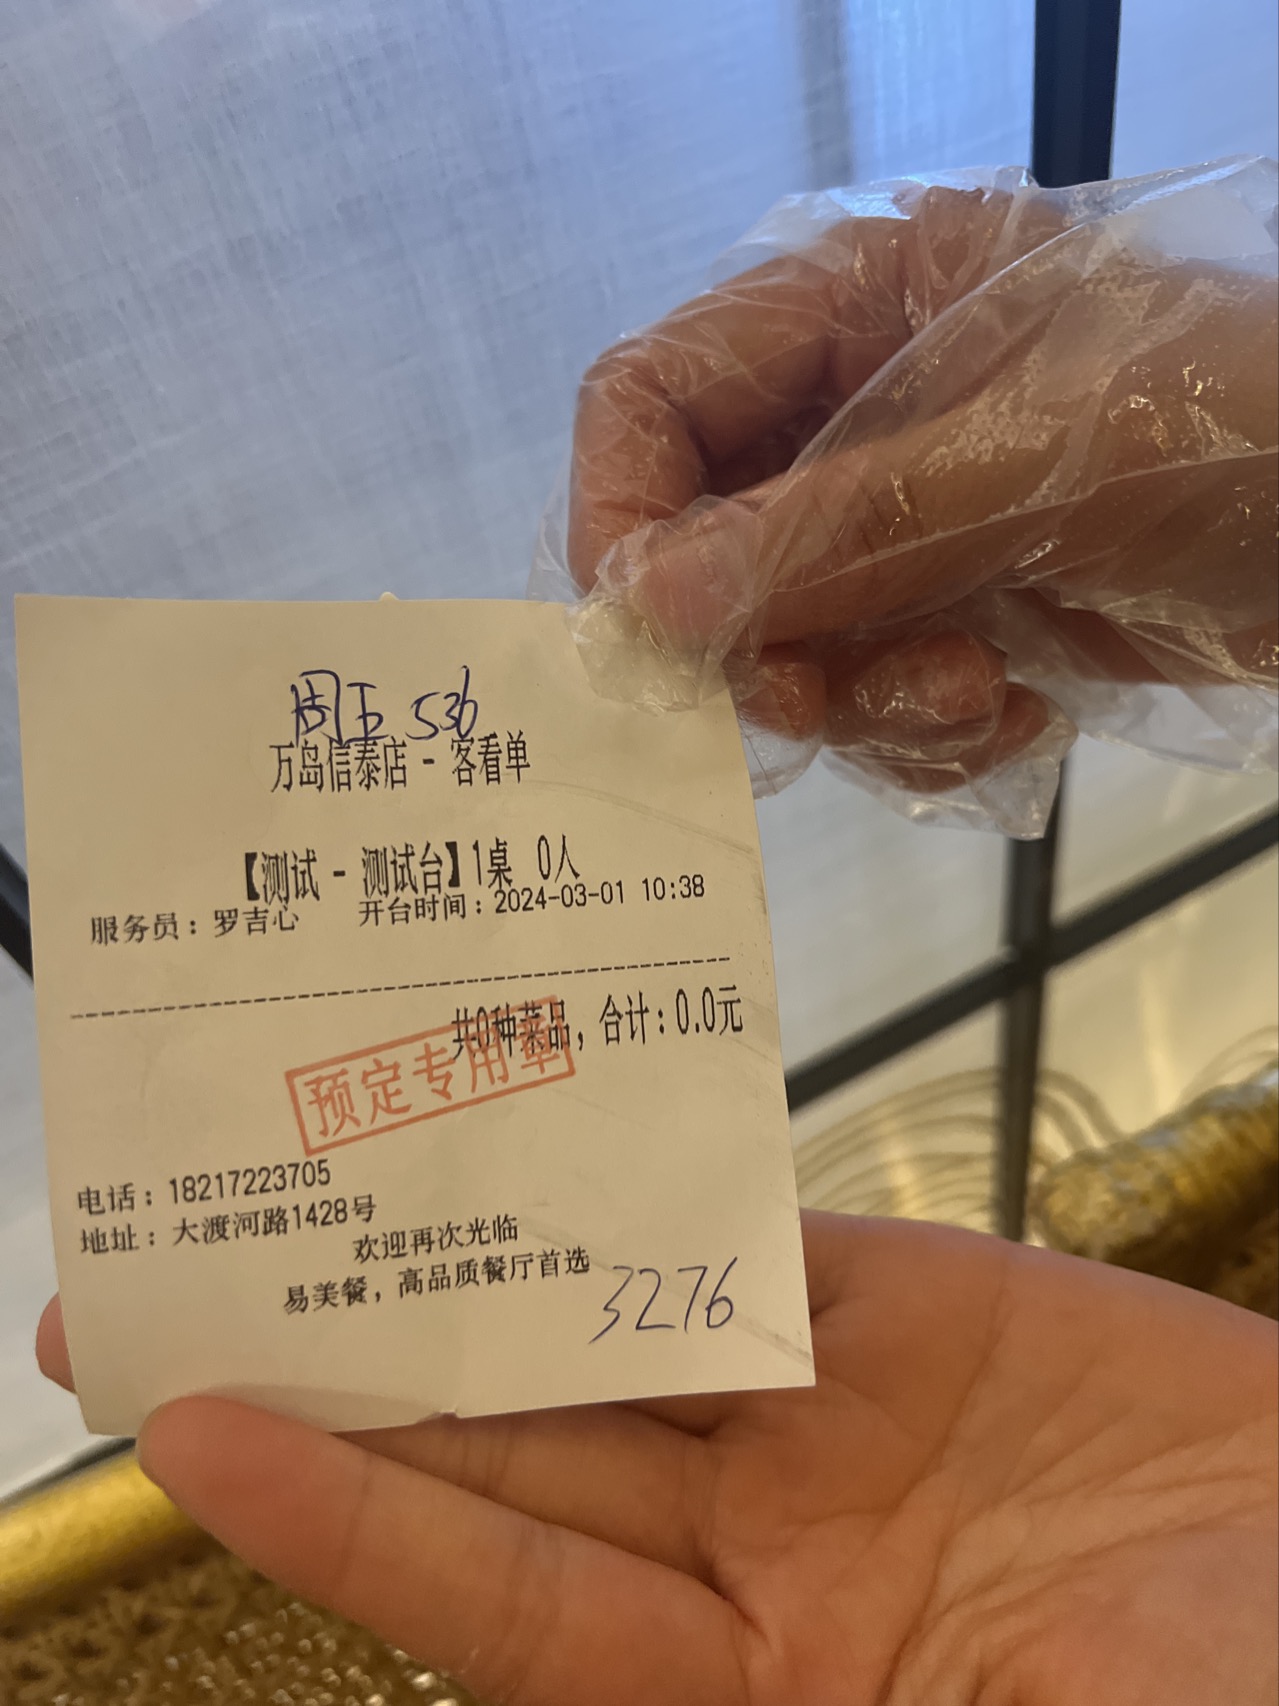 周五 536
万岛信泰店 - 客看单
【测试 - 测试台】1桌 0人
服务员：罗吉心 开台时间：2024-03-01 10:38
共0种菜品，合计：0.0元
预定专用章
电话：18217223705
地址：大渡河路1428号
欢迎再次光临
易美餐，高品质餐厅首选
3276